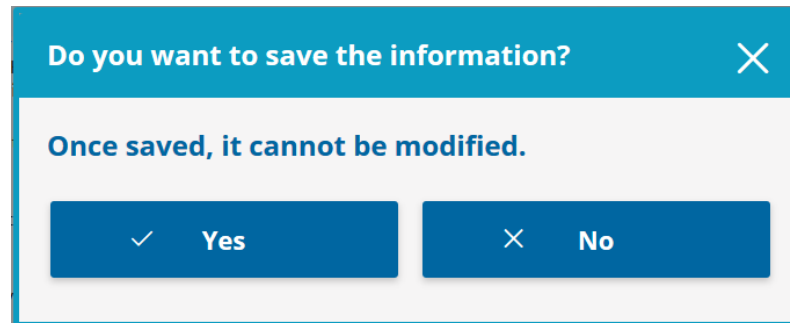 Do you want to save the information?
Once saved, it cannot be modified.
Yes
No